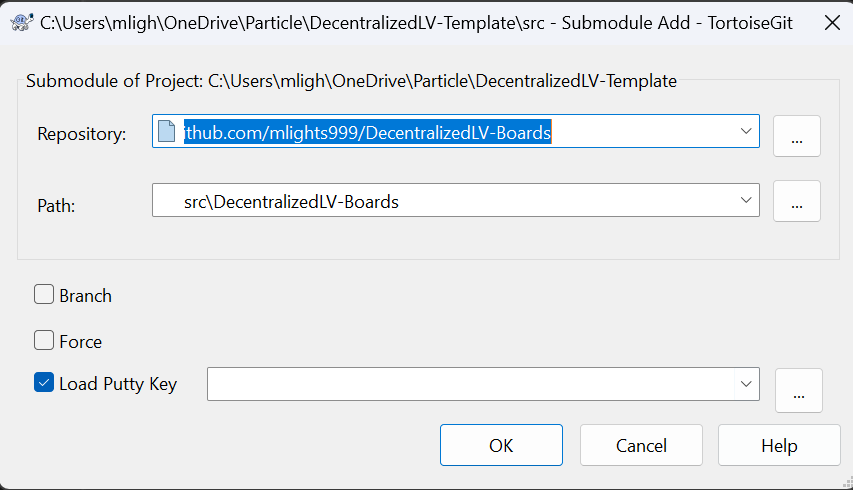 C:\Users\mligh\OneDrive\Particle\DecentralizedLV-Template\src - Submodule Add - TortoiseGit
Submodule of Project: C:\Users\mligh\OneDrive\Particle\DecentralizedLV-Template
Repository: ithub.com/mlights999/DecentralizedLV-Boards ...
Path: src\DecentralizedLV-Boards ...
Branch
Force
Load Putty Key ...
OK Cancel Help